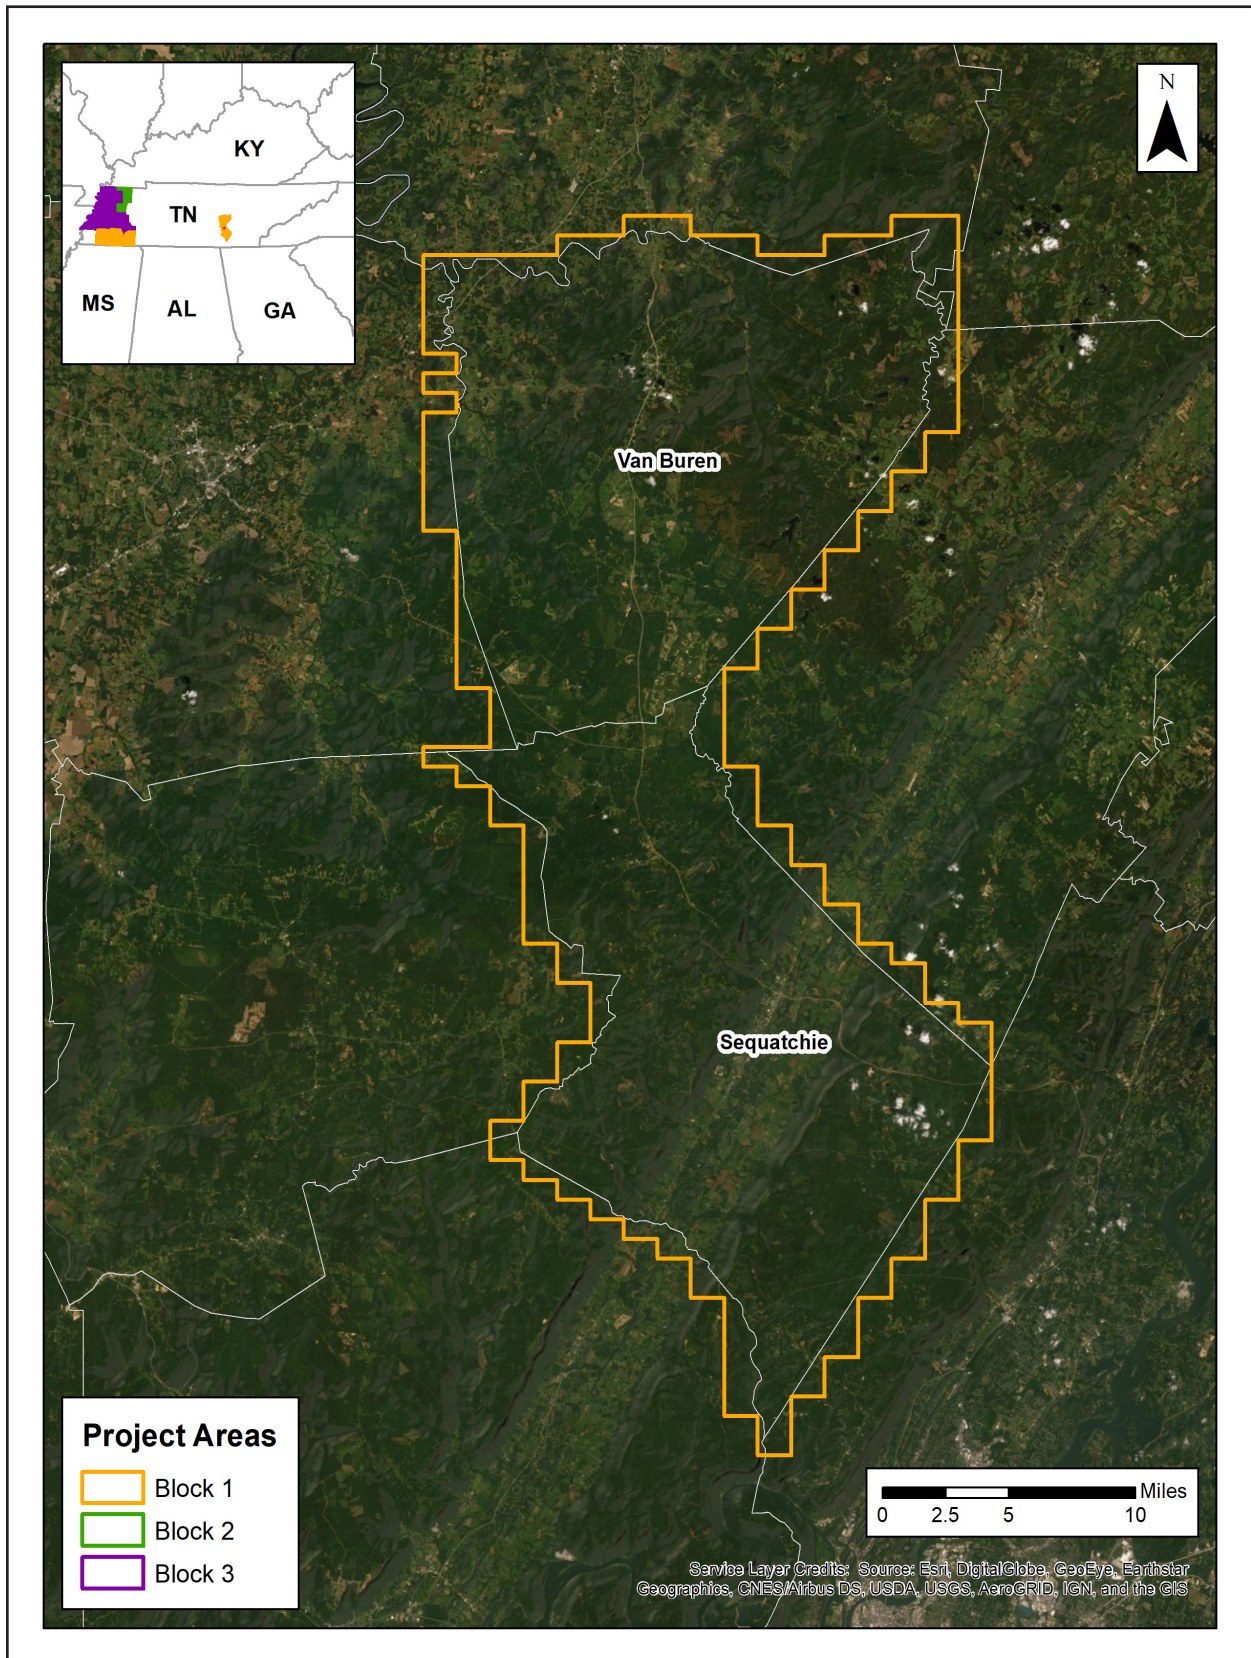 N
KY
TN
MS
AL
GA
Van Buren
Sequatchie
Project Areas
Block 1
Block 2
Block 3
Miles
0 2.5 5 10
Service Layer Credits: Source: Esri, DigitalGlobe, GeoEye, Earthstar
Geographics, CNES/Airbus DS, USDA, USGS, AeroGRID, IGN, and the GIS